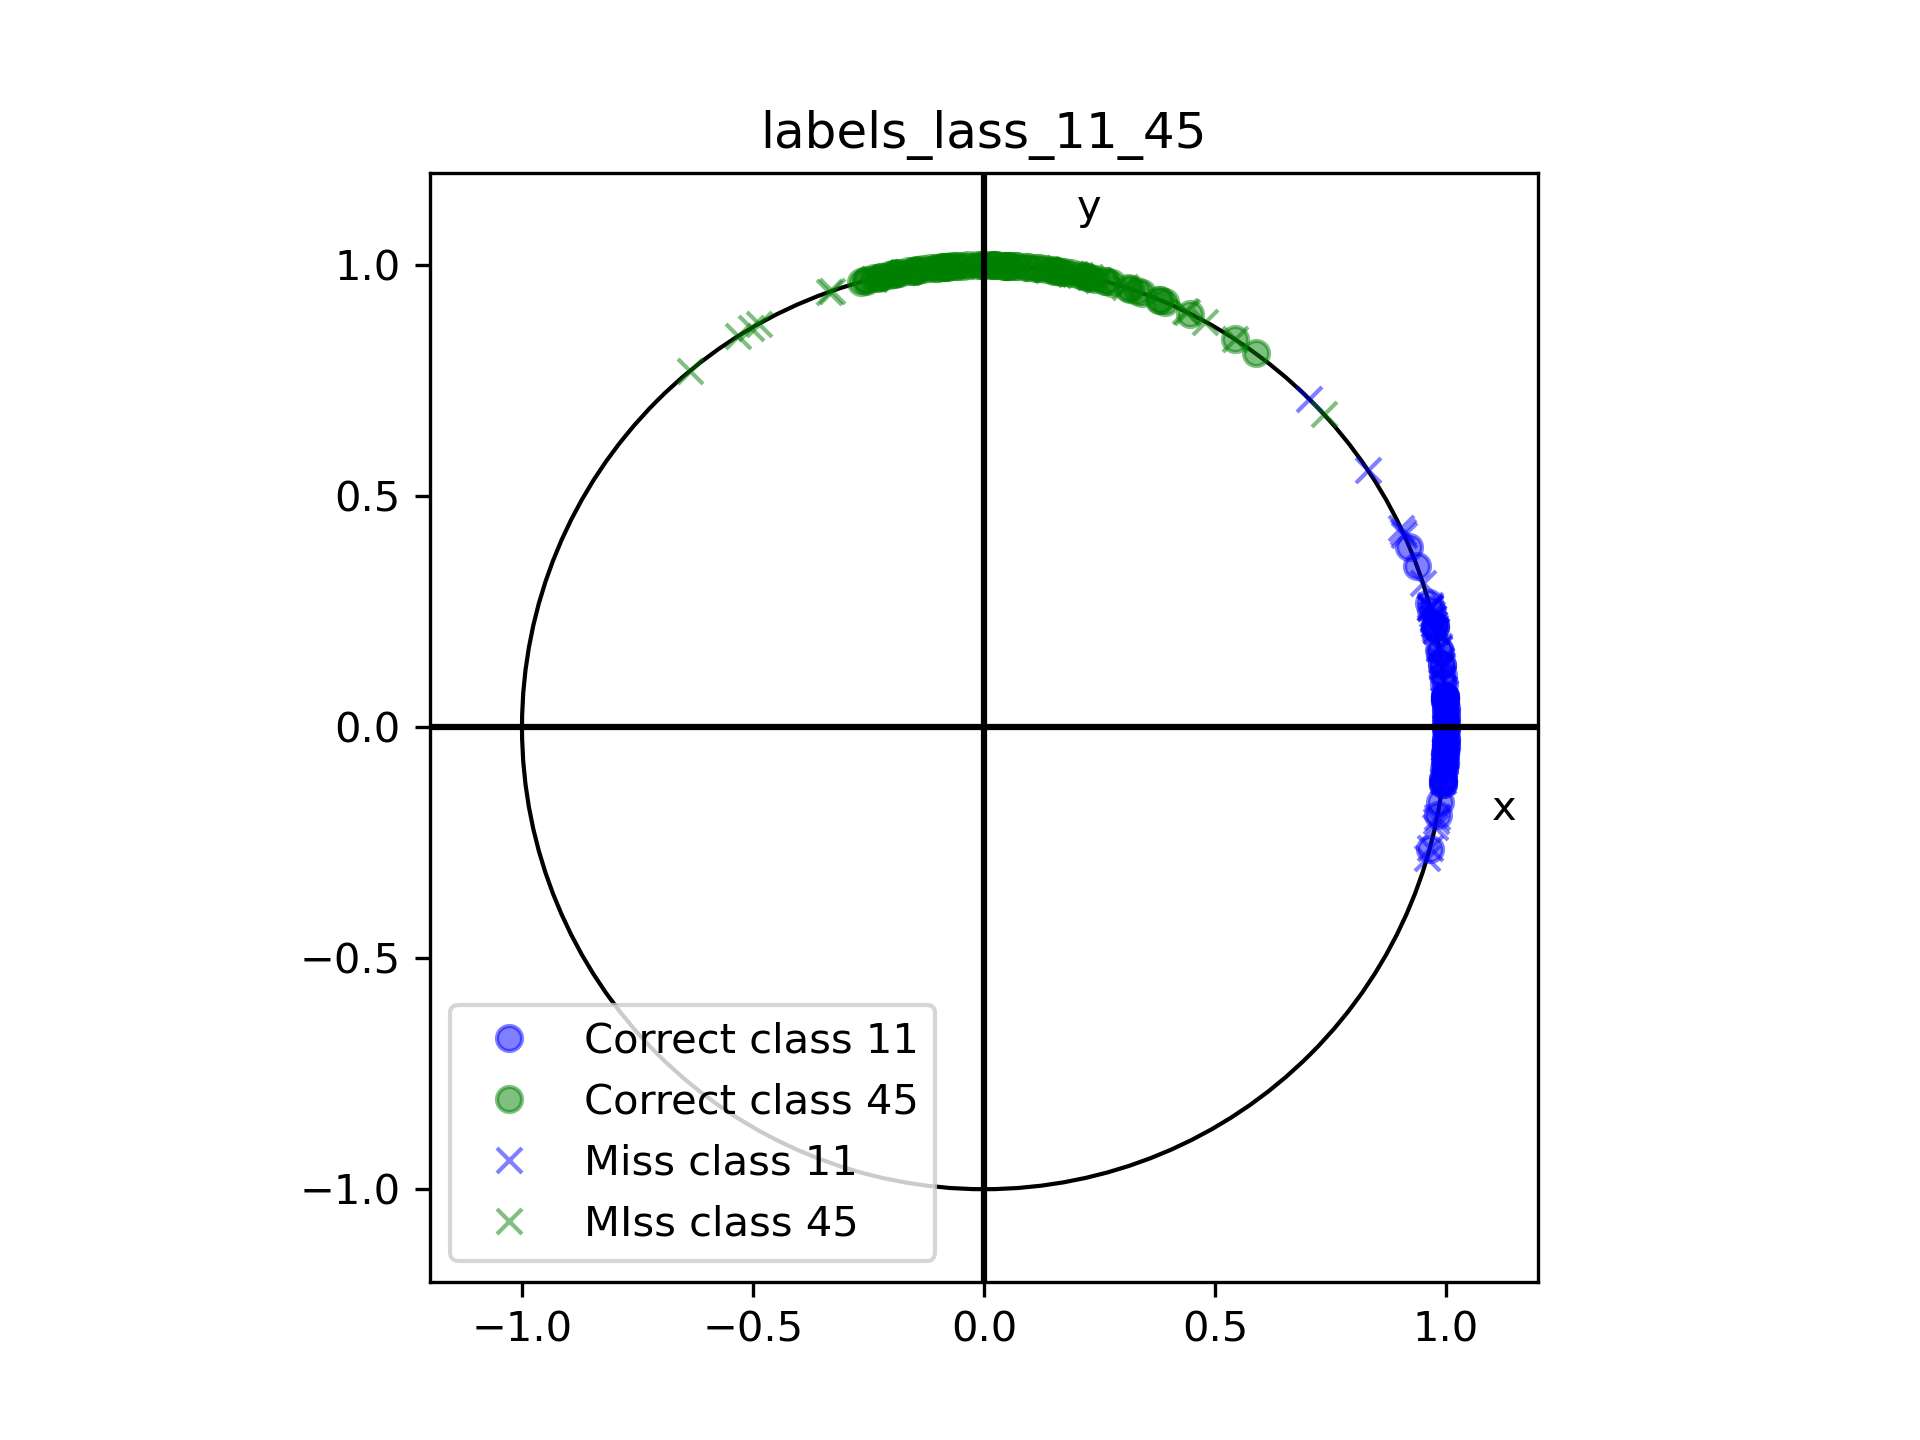 labels_lass_11_45
y
1.0
0.5
0.0
−0.5
−1.0
x
Correct class 11
Correct class 45
Miss class 11
MIss class 45
−1.0 −0.5 0.0 0.5 1.0